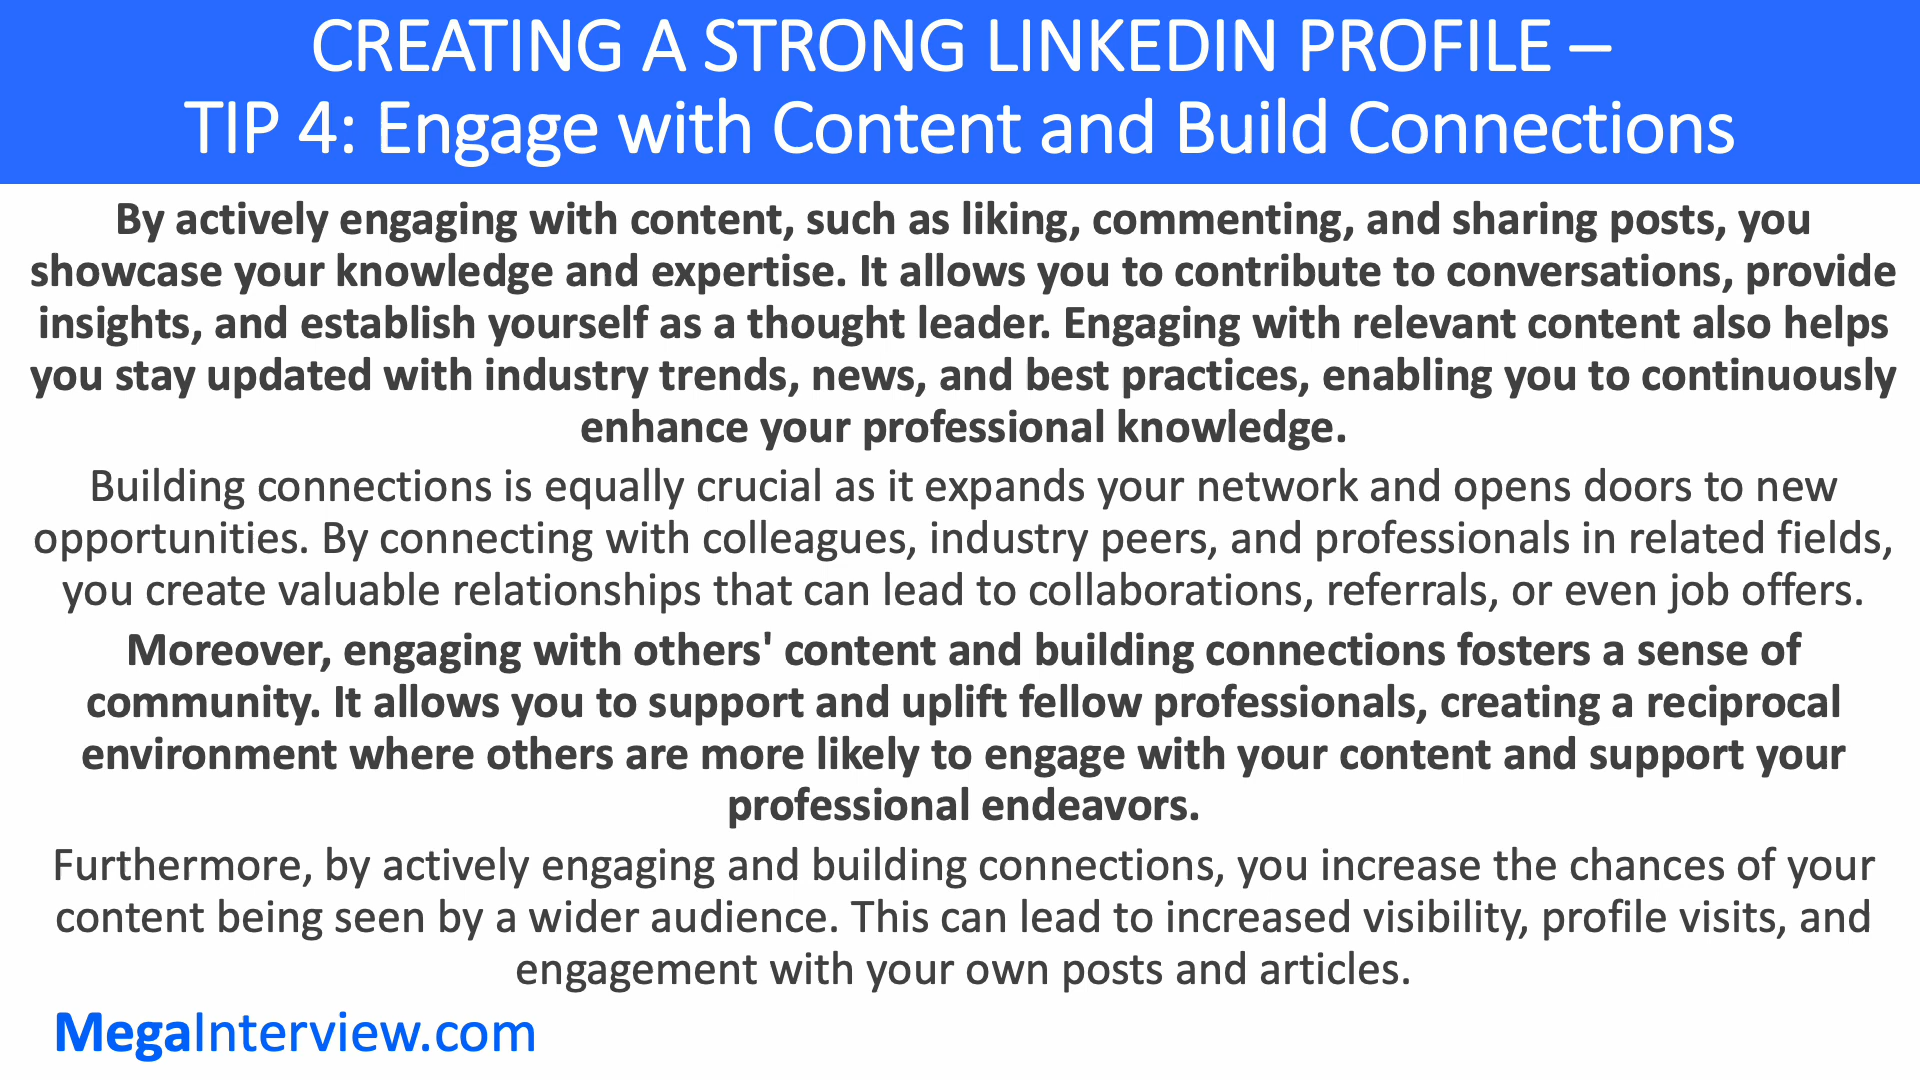 CREATING A STRONG LINKEDIN PROFILE –
TIP 4: Engage with Content and Build Connections
By actively engaging with content, such as liking, commenting, and sharing posts, you
showcase your knowledge and expertise. It allows you to contribute to conversations, provide
insights, and establish yourself as a thought leader. Engaging with relevant content also helps
you stay updated with industry trends, news, and best practices, enabling you to continuously
enhance your professional knowledge.
Building connections is equally crucial as it expands your network and opens doors to new
opportunities. By connecting with colleagues, industry peers, and professionals in related fields,
you create valuable relationships that can lead to collaborations, referrals, or even job offers.
Moreover, engaging with others' content and building connections fosters a sense of
community. It allows you to support and uplift fellow professionals, creating a reciprocal
environment where others are more likely to engage with your content and support your
professional endeavors.
Furthermore, by actively engaging and building connections, you increase the chances of your
content being seen by a wider audience. This can lead to increased visibility, profile visits, and
engagement with your own posts and articles.
MegaInterview.com